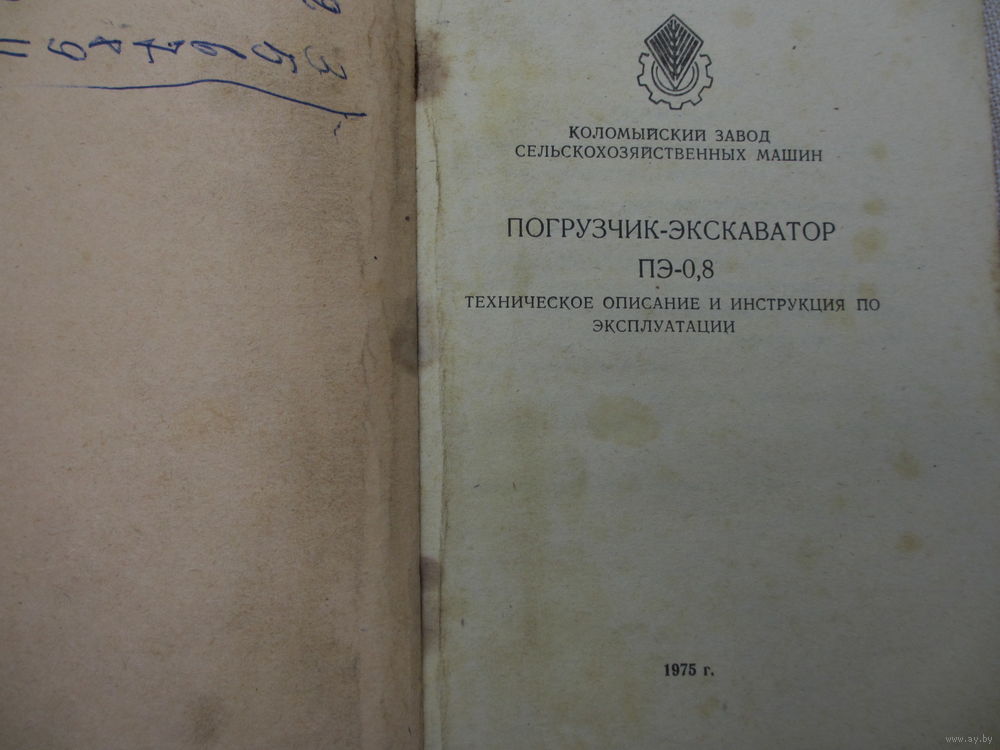 КОЛОМЫЙСКИЙ ЗАВОД
СЕЛЬСКОХОЗЯЙСТВЕННЫХ МАШИН
ПОГРУЗЧИК-ЭКСКАВАТОР
ПЭ-0,8
ТЕХНИЧЕСКОЕ ОПИСАНИЕ И ИНСТРУКЦИЯ ПО
ЭКСПЛУАТАЦИИ
1975 г.
www.ay.by